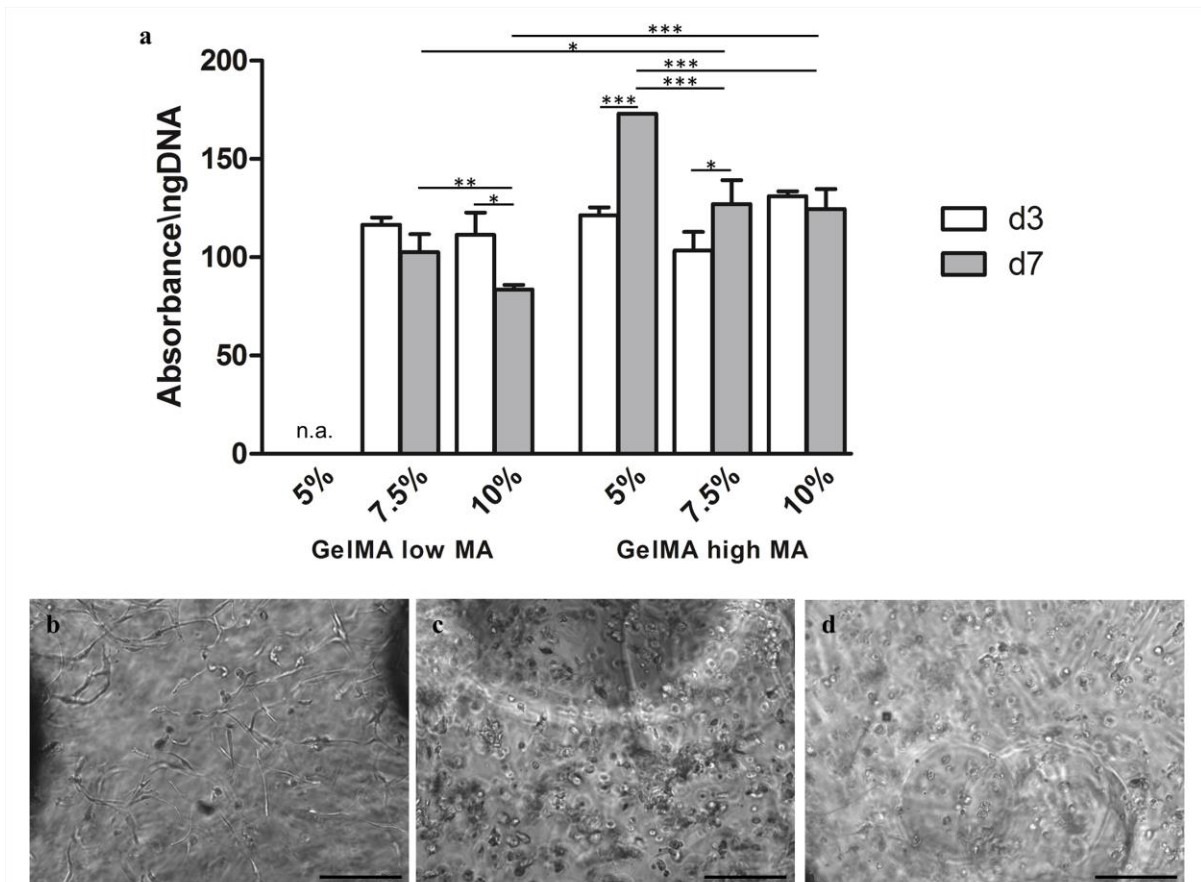 a
***
*
200
***
***
***
150
*
**
*
100
50
n.a.
0
Absorbance\ngDNA
d3
d7
5% 7.5% 10% 5% 7.5% 10%
GelMA low MA GelMA high MA
b c d